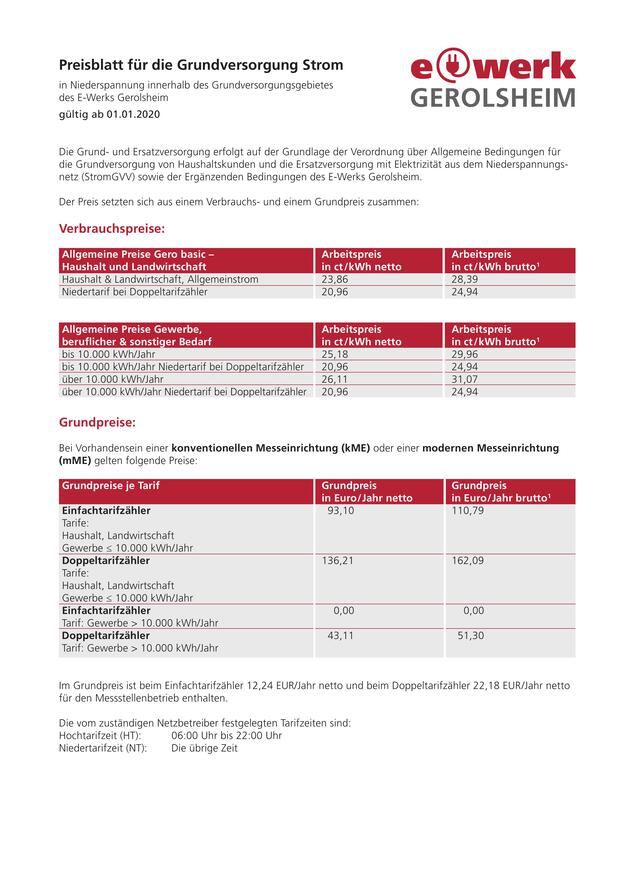 Preisblatt für die Grundversorgung Strom
in Niederspannung innerhalb des Grundversorgungsgebietes
des E-Werks Gerolsheim
gültig ab 01.01.2020
e werk
GEROLSHEIM
Die Grund- und Ersatzversorgung erfolgt auf der Grundlage der Verordnung über Allgemeine Bedingungen für
die Grundversorgung von Haushaltskunden und die Ersatzversorgung mit Elektrizität aus dem Niederspannungs-
netz (StromGVV) sowie der Ergänzenden Bedingungen des E-Werks Gerolsheim.
Der Preis setzten sich aus einem Verbrauchs- und einem Grundpreis zusammen:
Verbrauchspreise:
Allgemeine Preise Gero basic – Arbeitspreis Arbeitspreis
Haushalt und Landwirtschaft in ct/kWh netto in ct/kWh brutto¹
Haushalt & Landwirtschaft, Allgemeinstrom 23,86 28,39
Niedertarif bei Doppeltarifzähler 20,96 24,94
Allgemeine Preise Gewerbe, Arbeitspreis Arbeitspreis
beruflicher & sonstiger Bedarf in ct/kWh netto in ct/kWh brutto¹
bis 10.000 kWh/Jahr 25,18 29,96
bis 10.000 kWh/Jahr Niedertarif bei Doppeltarifzähler 20,96 24,94
über 10.000 kWh/Jahr 26,11 31,07
über 10.000 kWh/Jahr Niedertarif bei Doppeltarifzähler 20,96 24,94
Grundpreise:
Bei Vorhandensein einer konventionellen Messeinrichtung (kME) oder einer modernen Messeinrichtung
(mME) gelten folgende Preise:
Grundpreise je Tarif Grundpreis Grundpreis
in Euro/Jahr netto in Euro/Jahr brutto¹
Einfachtarifzähler 93,10 110,79
Tarife:
Haushalt, Landwirtschaft
Gewerbe ≤ 10.000 kWh/Jahr
Doppeltarifzähler 136,21 162,09
Tarife:
Haushalt, Landwirtschaft
Gewerbe ≤ 10.000 kWh/Jahr
Einfachtarifzähler 0,00 0,00
Tarif: Gewerbe > 10.000 kWh/Jahr
Doppeltarifzähler 43,11 51,30
Tarif: Gewerbe > 10.000 kWh/Jahr
Im Grundpreis ist beim Einfachtarifzähler 12,24 EUR/Jahr netto und beim Doppeltarifzähler 22,18 EUR/Jahr netto
für den Messstellenbetrieb enthalten.
Die vom zuständigen Netzbetreiber festgelegten Tarifzeiten sind:
Hochtarifzeit (HT): 06:00 Uhr bis 22:00 Uhr
Niedertarifzeit (NT): Die übrige Zeit